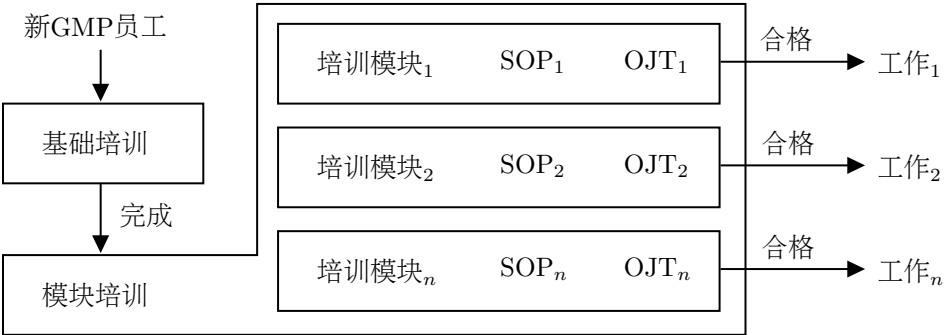 新GMP员工
基础培训
完成
模块培训
培训模块₁ SOP₁ OJT₁
合格
工作₁
培训模块₂ SOP₂ OJT₂
合格
工作₂
培训模块ₙ SOPₙ OJTₙ
合格
工作ₙ